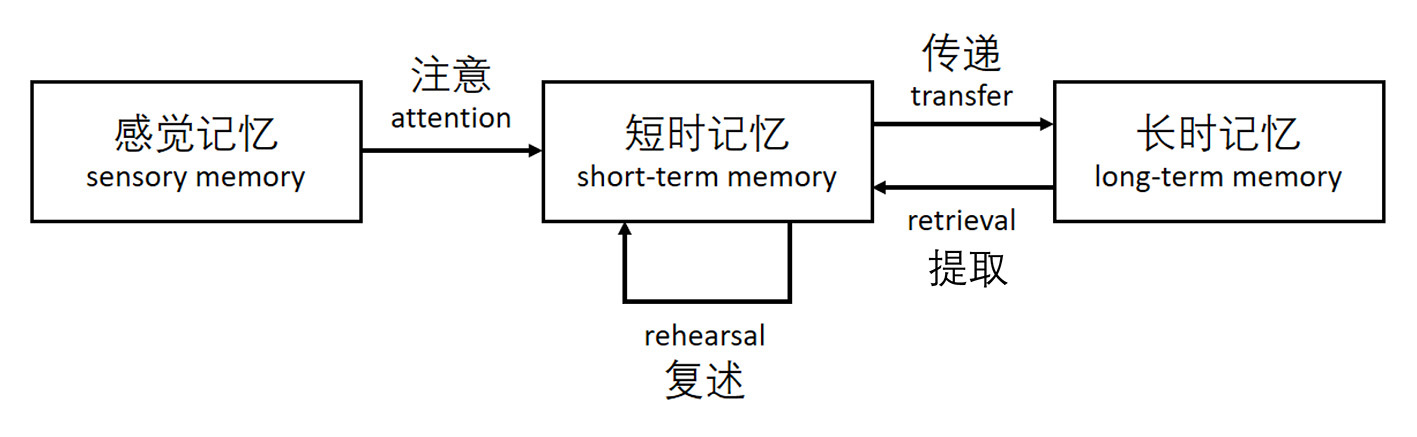 感觉记忆
sensory memory
注意
attention
短时记忆
short-term memory
传递
transfer
retrieval
提取
长时记忆
long-term memory
rehearsal
复述